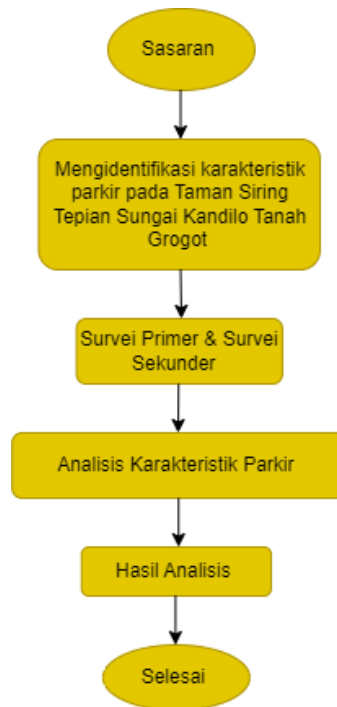 Sasaran
Mengidentifikasi karakteristik
parkir pada Taman Siring
Tepian Sungai Kandilo Tanah
Grogot
Survei Primer & Survei
Sekunder
Analisis Karakteristik Parkir
Hasil Analisis
Selesai